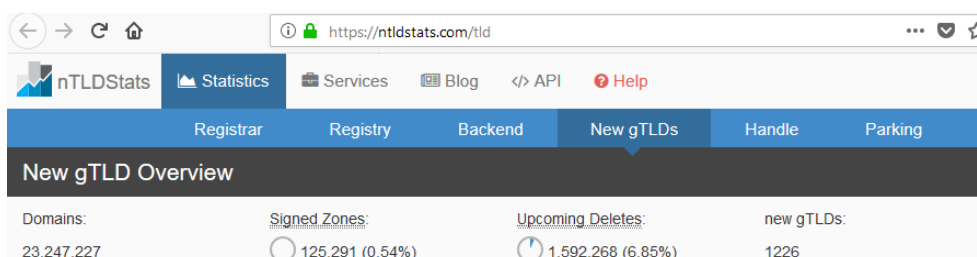 https://ntldstats.com/tld
nTLDStats Statistics Services Blog </> API Help
Registrar Registry Backend New gTLDs Handle Parking
New gTLD Overview
Domains: Signed Zones: Upcoming Deletes: new gTLDs:
23,247,227 125,291 (0.54%) 1,592,268 (6.85%) 1226